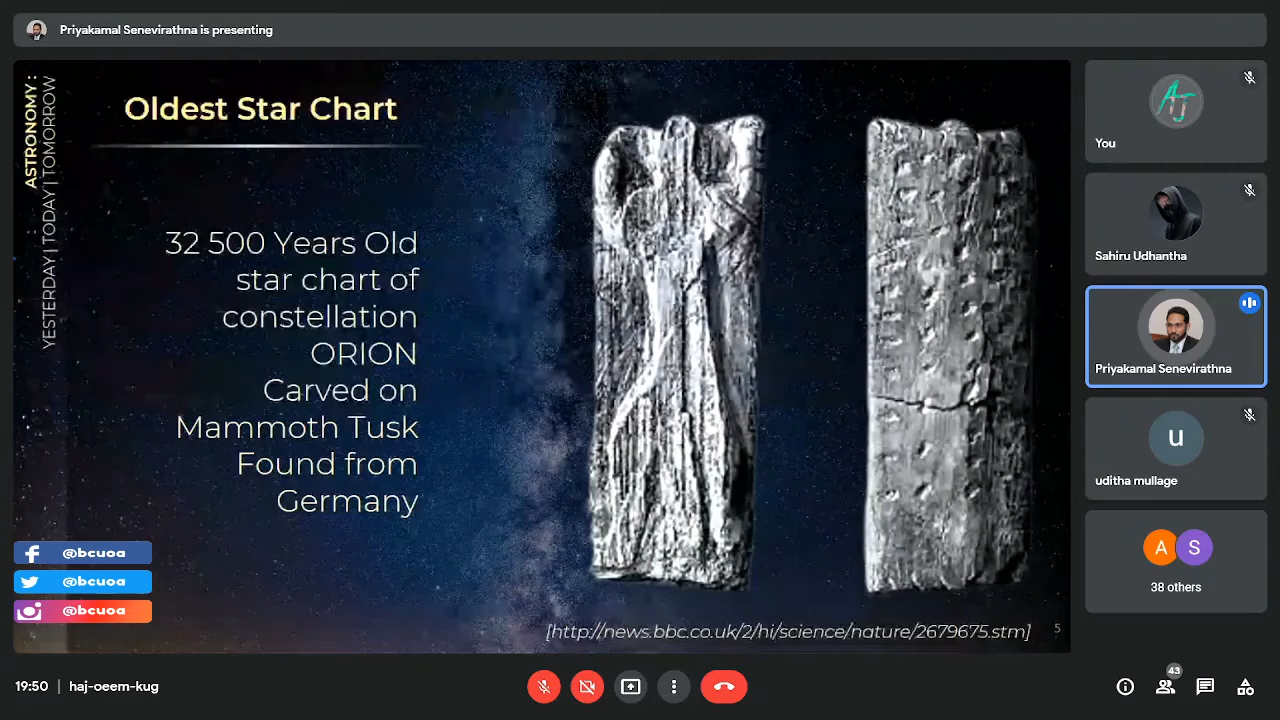 Priyakamal Senevirathna is presenting
ASTRONOMY :
YESTERDAY | TODAY | TOMORROW
Oldest Star Chart
32 500 Years Old
star chart of
constellation
ORION
Carved on
Mammoth Tusk
Found from
Germany
@bcuoa
@bcuoa
@bcuoa
[http://news.bbc.co.uk/2/hi/science/nature/2679675.stm]
5
You
Sahiru Udhantha
Priyakamal Senevirathna
u
uditha mullage
A S
38 others
19:50 | haj-oeem-kug
43